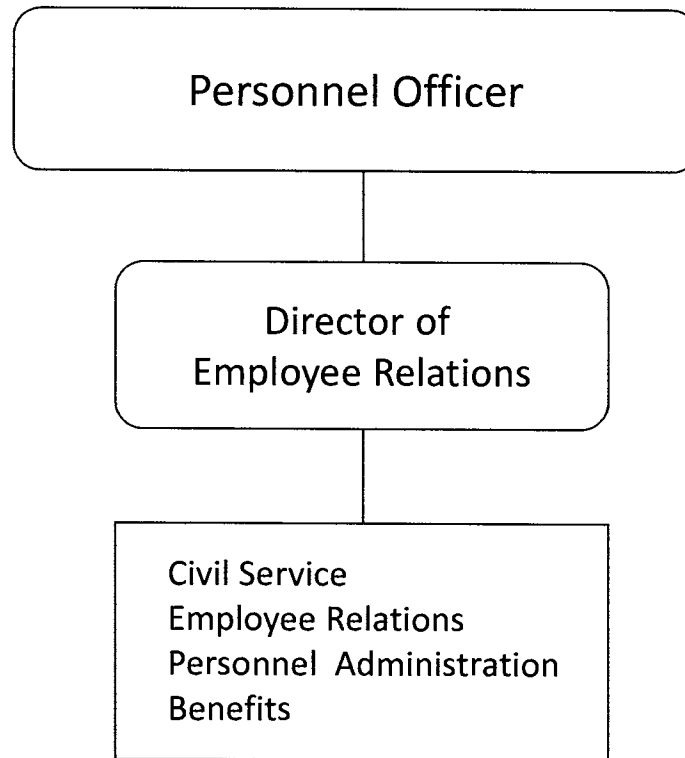 Personnel Officer
Director of
Employee Relations
Civil Service
Employee Relations
Personnel Administration
Benefits